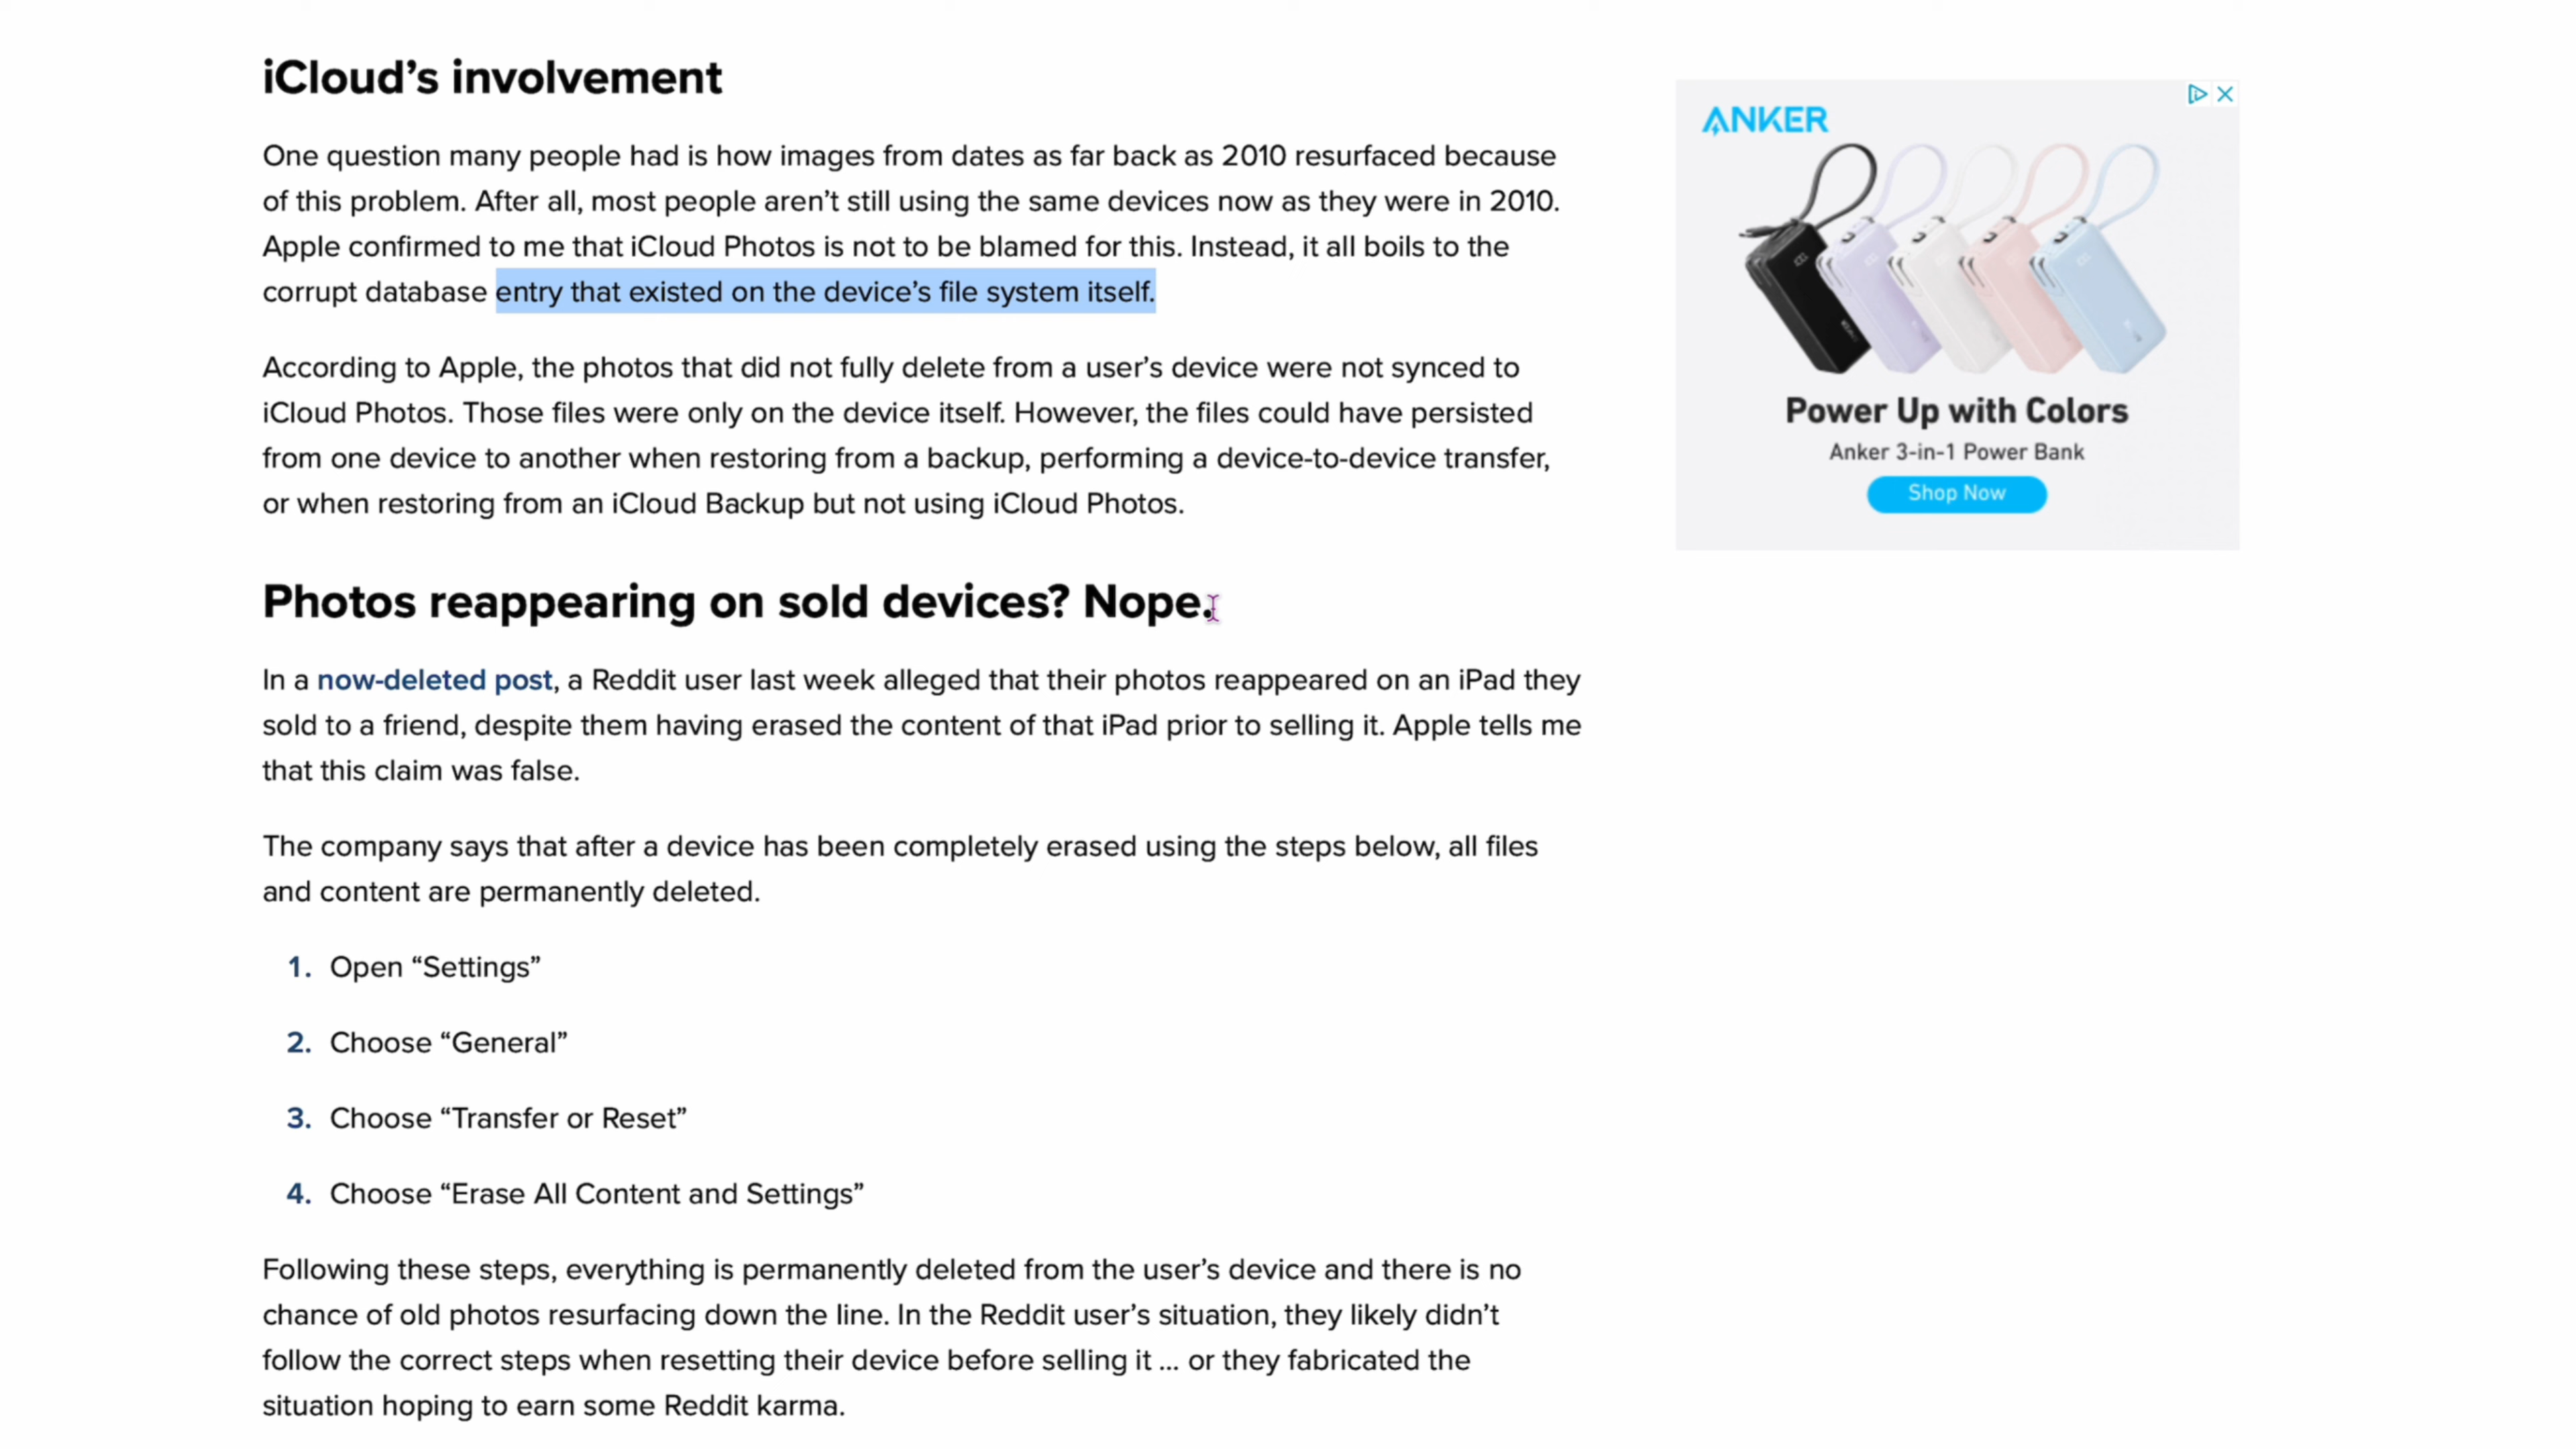 iCloud’s involvement
One question many people had is how images from dates as far back as 2010 resurfaced because
of this problem. After all, most people aren’t still using the same devices now as they were in 2010.
Apple confirmed to me that iCloud Photos is not to be blamed for this. Instead, it all boils to the
corrupt database entry that existed on the device’s file system itself.
According to Apple, the photos that did not fully delete from a user’s device were not synced to
iCloud Photos. Those files were only on the device itself. However, the files could have persisted
from one device to another when restoring from a backup, performing a device-to-device transfer,
or when restoring from an iCloud Backup but not using iCloud Photos.
Photos reappearing on sold devices? Nope.
In a now-deleted post, a Reddit user last week alleged that their photos reappeared on an iPad they
sold to a friend, despite them having erased the content of that iPad prior to selling it. Apple tells me
that this claim was false.
The company says that after a device has been completely erased using the steps below, all files
and content are permanently deleted.
1. Open “Settings”
2. Choose “General”
3. Choose “Transfer or Reset”
4. Choose “Erase All Content and Settings”
Following these steps, everything is permanently deleted from the user’s device and there is no
chance of old photos resurfacing down the line. In the Reddit user’s situation, they likely didn’t
follow the correct steps when resetting their device before selling it … or they fabricated the
situation hoping to earn some Reddit karma.
ANKER
Power Up with Colors
Anker 3-in-1 Power Bank
Shop Now